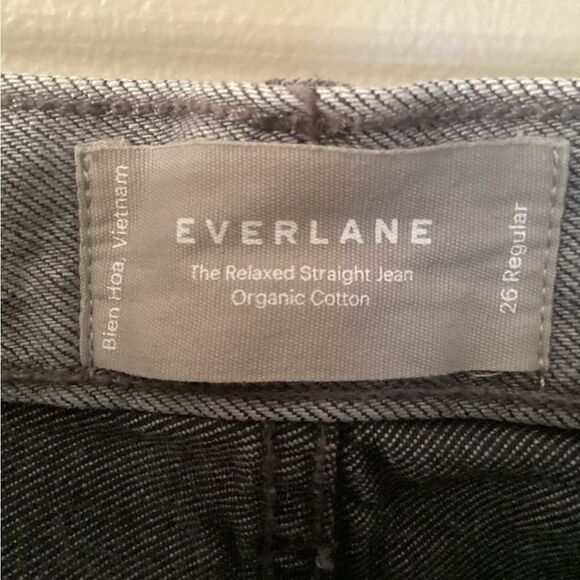 Bien Hoa, Vietnam
EVERLANE
The Relaxed Straight Jean
Organic Cotton
26 Regular